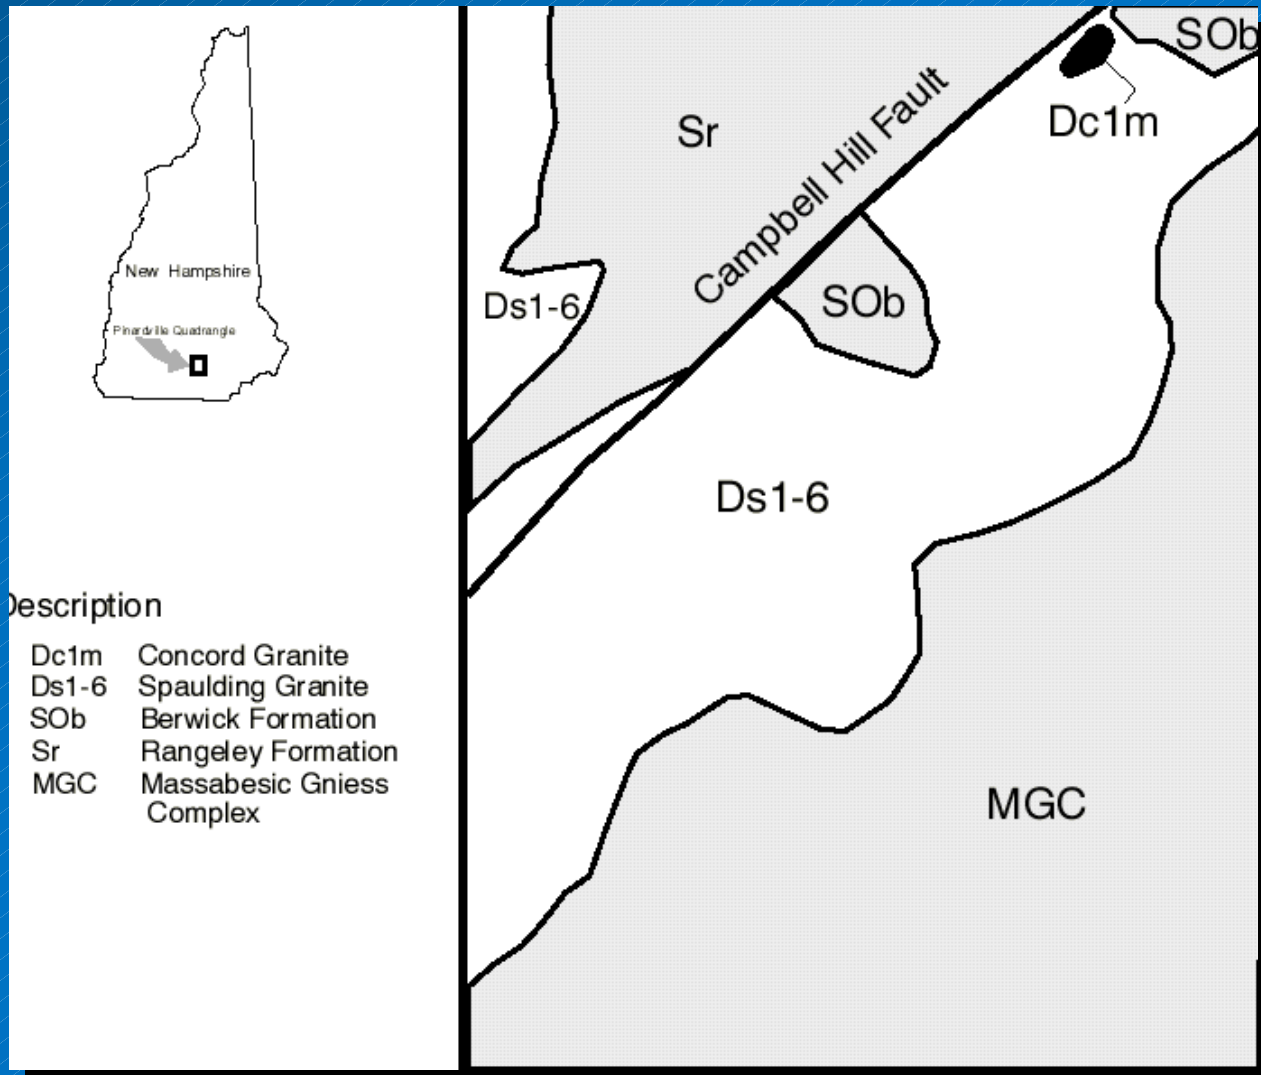 New Hampshire
Pinardville Quadrangle
Description
Dc1m Concord Granite
Ds1-6 Spaulding Granite
SOb Berwick Formation
Sr Rangeley Formation
MGC Massabesic Gniess
Complex
SOb
Dc1m
Sr
Campbell Hill Fault
Ds1-6
SOb
Ds1-6
MGC